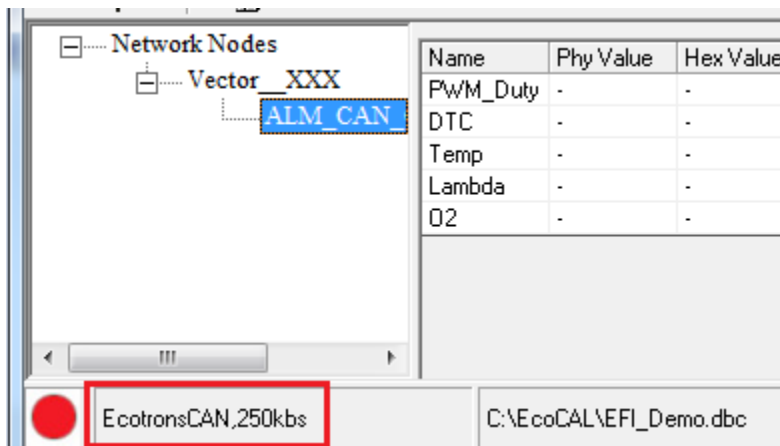 Network Nodes
Vector__XXX
ALM_CAN_
Name Phy Value Hex Value
PWM_Duty - -
DTC - -
Temp - -
Lambda - -
O2 - -
EcotronsCAN,250kbs
C:\EcoCAL\EFI_Demo.dbc